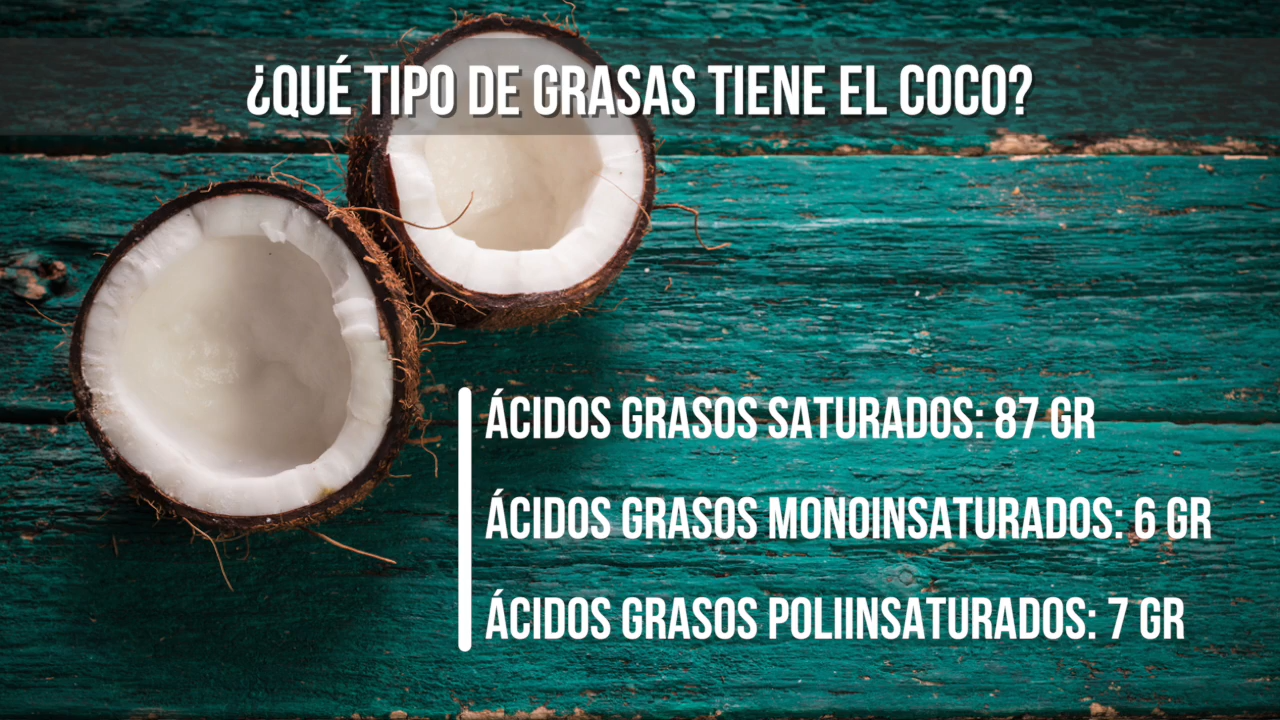 ¿QUÉ TIPO DE GRASAS TIENE EL COCO?
ÁCIDOS GRASOS SATURADOS: 87 GR
ÁCIDOS GRASOS MONOINSATURADOS: 6 GR
ÁCIDOS GRASOS POLIINSATURADOS: 7 GR